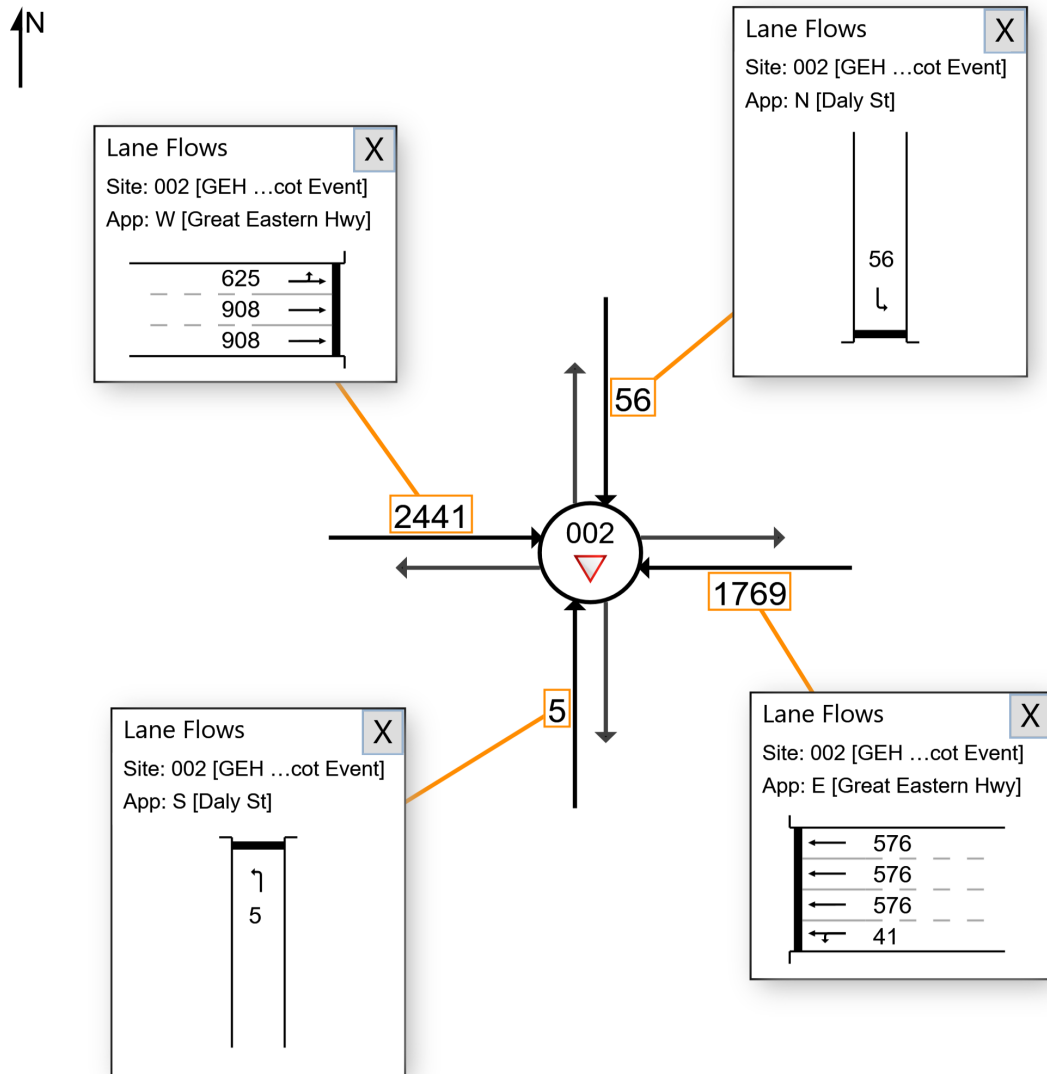 N
Lane Flows
X
Site: 002 [GEH ...cot Event]
App: N [Daly St]
56
Lane Flows
X
Site: 002 [GEH ...cot Event]
App: W [Great Eastern Hwy]
625
908
908
56
2441
002
1769
5
Lane Flows
X
Site: 002 [GEH ...cot Event]
App: S [Daly St]
5
Lane Flows
X
Site: 002 [GEH ...cot Event]
App: E [Great Eastern Hwy]
576
576
576
41